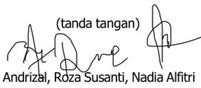 (tanda tangan)
Andrizal, Roza Susanti, Nadia Alfitri